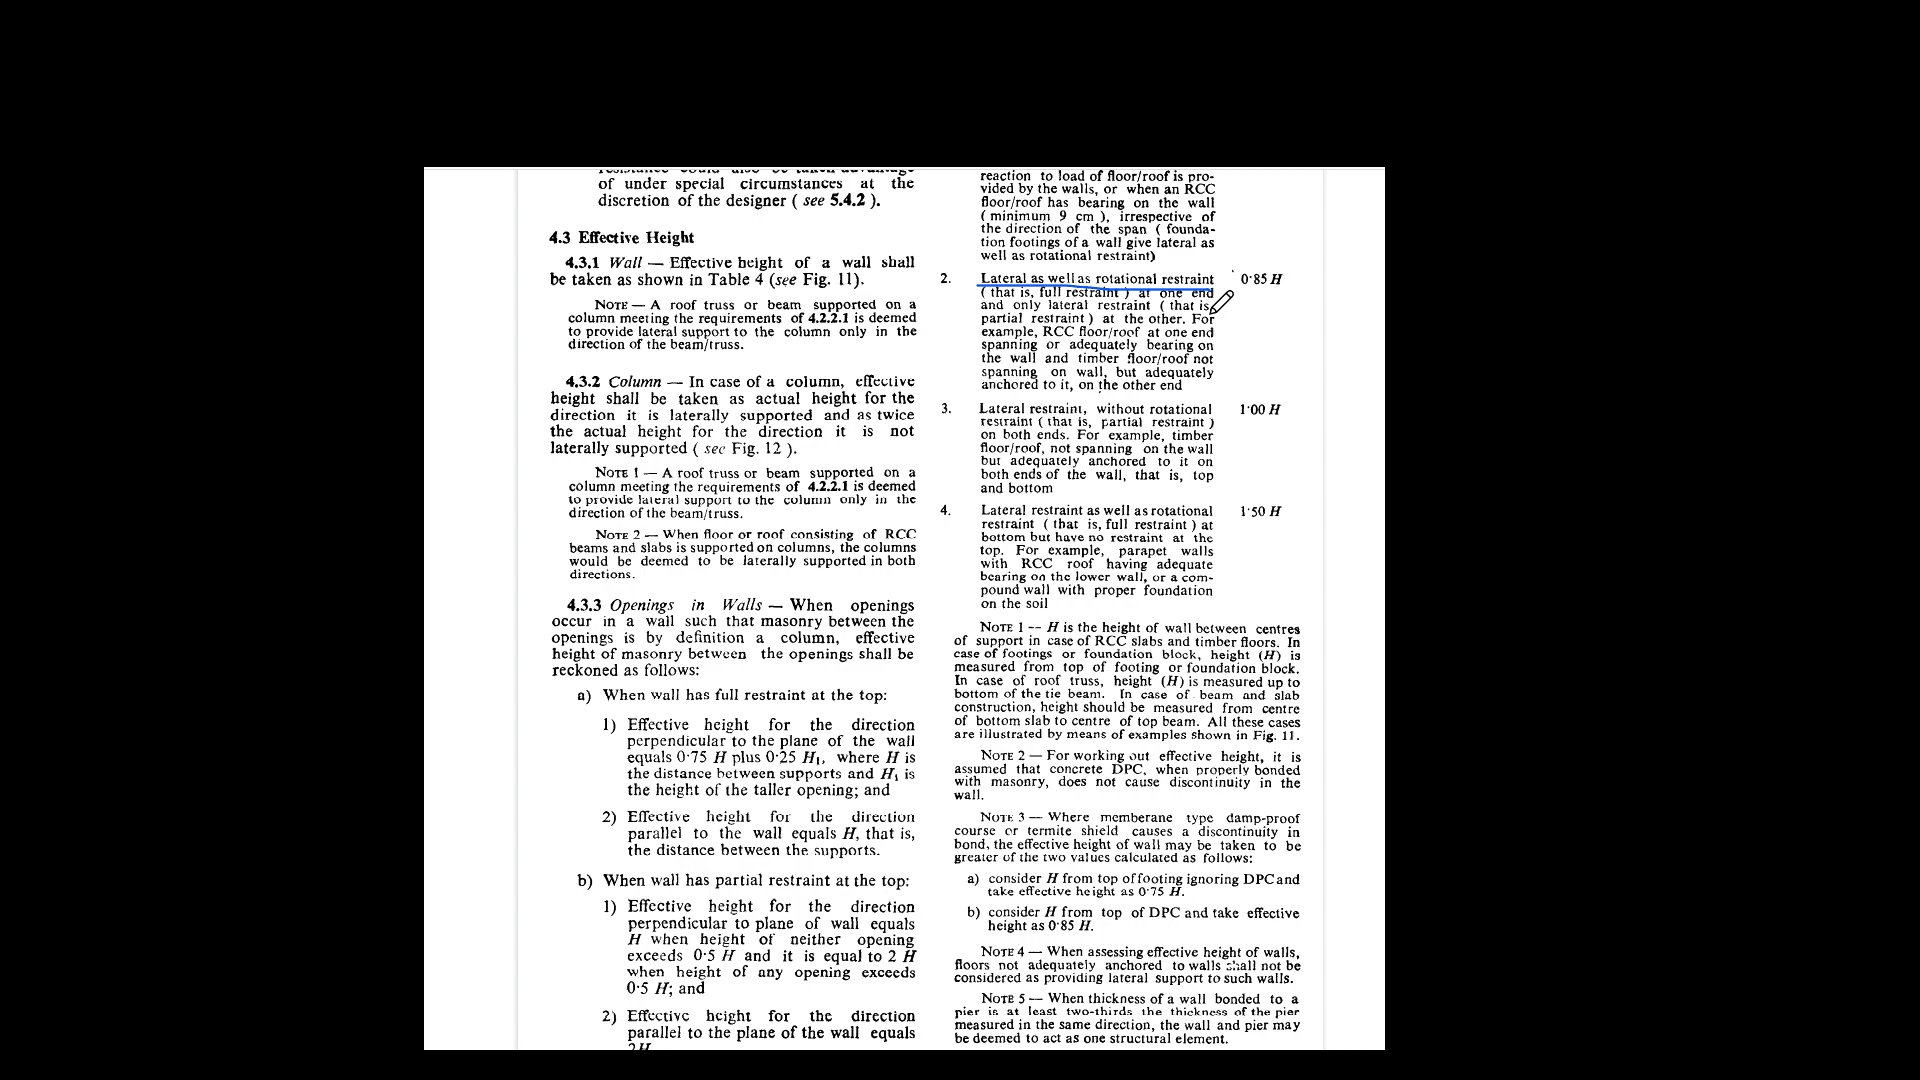 of under special circumstances at the
discretion of the designer ( see 5.4.2 ).
4.3 Effective Height
4.3.1 Wall — Effective height of a wall shall
be taken as shown in Table 4 (see Fig. 11).
NOTE — A roof truss or beam supported on a
column meeting the requirements of 4.2.2.1 is deemed
to provide lateral support to the column only in the
direction of the beam/truss.
4.3.2 Column — In case of a column, effective
height shall be taken as actual height for the
direction it is laterally supported and as twice
the actual height for the direction it is not
laterally supported ( see Fig. 12 ).
NOTE 1 — A roof truss or beam supported on a
column meeting the requirements of 4.2.2.1 is deemed
to provide lateral support to the column only in the
direction of the beam/truss.
NOTE 2 — When floor or roof consisting of RCC
beams and slabs is supported on columns, the columns
would be deemed to be laterally supported in both
directions.
4.3.3 Openings in Walls — When openings
occur in a wall such that masonry between the
openings is by definition a column, effective
height of masonry between the openings shall be
reckoned as follows:
a) When wall has full restraint at the top:
1) Effective height for the direction
perpendicular to the plane of the wall
equals 0·75 H plus 0·25 H₁, where H is
the distance between supports and H₁ is
the height of the taller opening; and
2) Effective height for the direction
parallel to the wall equals H, that is,
the distance between the supports.
b) When wall has partial restraint at the top:
1) Effective height for the direction
perpendicular to plane of wall equals
H when height of neither opening
exceeds 0·5 H and it is equal to 2 H
when height of any opening exceeds
0·5 H; and
2) Effective height for the direction
parallel to the plane of the wall equals
2H
reaction to load of floor/roof is pro-
vided by the walls, or when an RCC
floor/roof has bearing on the wall
( minimum 9 cm ), irrespective of
the direction of the span ( founda-
tion footings of a wall give lateral as
well as rotational restraint)
2. Lateral as well as rotational restraint 0·85 H
( that is, full restraint ) at one end
and only lateral restraint ( that is,
partial restraint ) at the other. For
example, RCC floor/roof at one end
spanning or adequately bearing on
the wall and timber floor/roof not
spanning on wall, but adequately
anchored to it, on the other end
3. Lateral restraint, without rotational 1·00 H
restraint ( that is, partial restraint )
on both ends. For example, timber
floor/roof, not spanning on the wall
but adequately anchored to it on
both ends of the wall, that is, top
and bottom
4. Lateral restraint as well as rotational 1·50 H
restraint ( that is, full restraint ) at
bottom but have no restraint at the
top. For example, parapet walls
with RCC roof having adequate
bearing on the lower wall, or a com-
pound wall with proper foundation
on the soil
NOTE 1 -- H is the height of wall between centres
of support in case of RCC slabs and timber floors. In
case of footings or foundation block, height (H) is
measured from top of footing or foundation block.
In case of roof truss, height (H) is measured up to
bottom of the tie beam. In case of beam and slab
construction, height should be measured from centre
of bottom slab to centre of top beam. All these cases
are illustrated by means of examples shown in Fig. 11.
NOTE 2 — For working out effective height, it is
assumed that concrete DPC, when properly bonded
with masonry, does not cause discontinuity in the
wall.
NOTE 3 — Where memberane type damp-proof
course or termite shield causes a discontinuity in
bond, the effective height of wall may be taken to be
greater of the two values calculated as follows:
a) consider H from top of footing ignoring DPC and
take effective height as 0·75 H.
b) consider H from top of DPC and take effective
height as 0·85 H.
NOTE 4 — When assessing effective height of walls,
floors not adequately anchored to walls shall not be
considered as providing lateral support to such walls.
NOTE 5 — When thickness of a wall bonded to a
pier is at least two-thirds the thickness of the pier
measured in the same direction, the wall and pier may
be deemed to act as one structural element.